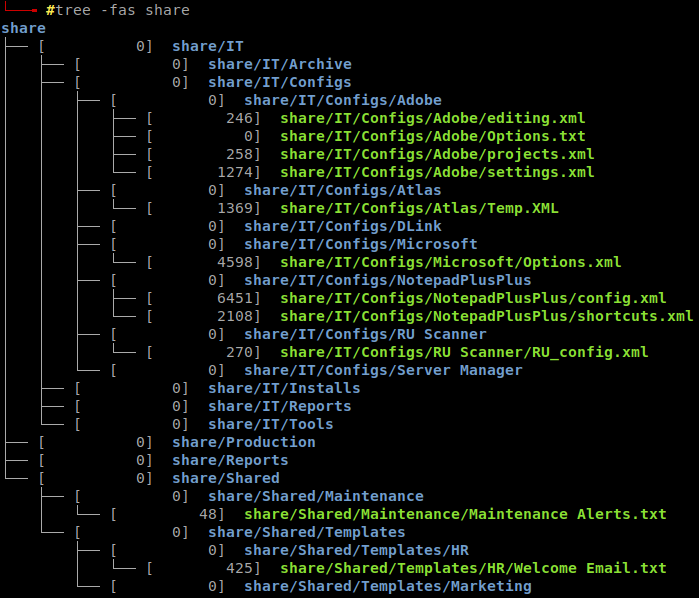 └──╼ #tree -fas share
share
├── [          0]  share/IT
│   ├── [          0]  share/IT/Archive
│   ├── [          0]  share/IT/Configs
│   │   ├── [          0]  share/IT/Configs/Adobe
│   │   │   ├── [        246]  share/IT/Configs/Adobe/editing.xml
│   │   │   ├── [          0]  share/IT/Configs/Adobe/Options.txt
│   │   │   ├── [        258]  share/IT/Configs/Adobe/projects.xml
│   │   │   └── [       1274]  share/IT/Configs/Adobe/settings.xml
│   │   ├── [          0]  share/IT/Configs/Atlas
│   │   │   └── [       1369]  share/IT/Configs/Atlas/Temp.XML
│   │   ├── [          0]  share/IT/Configs/DLink
│   │   ├── [          0]  share/IT/Configs/Microsoft
│   │   │   └── [       4598]  share/IT/Configs/Microsoft/Options.xml
│   │   ├── [          0]  share/IT/Configs/NotepadPlusPlus
│   │   │   ├── [       6451]  share/IT/Configs/NotepadPlusPlus/config.xml
│   │   │   └── [       2108]  share/IT/Configs/NotepadPlusPlus/shortcuts.xml
│   │   ├── [          0]  share/IT/Configs/RU Scanner
│   │   │   └── [        270]  share/IT/Configs/RU Scanner/RU_config.xml
│   │   └── [          0]  share/IT/Configs/Server Manager
│   ├── [          0]  share/IT/Installs
│   ├── [          0]  share/IT/Reports
│   └── [          0]  share/IT/Tools
├── [          0]  share/Production
├── [          0]  share/Reports
└── [          0]  share/Shared
    ├── [          0]  share/Shared/Maintenance
    │   └── [         48]  share/Shared/Maintenance/Maintenance Alerts.txt
    └── [          0]  share/Shared/Templates
        ├── [          0]  share/Shared/Templates/HR
        │   └── [        425]  share/Shared/Templates/HR/Welcome Email.txt
        └── [          0]  share/Shared/Templates/Marketing